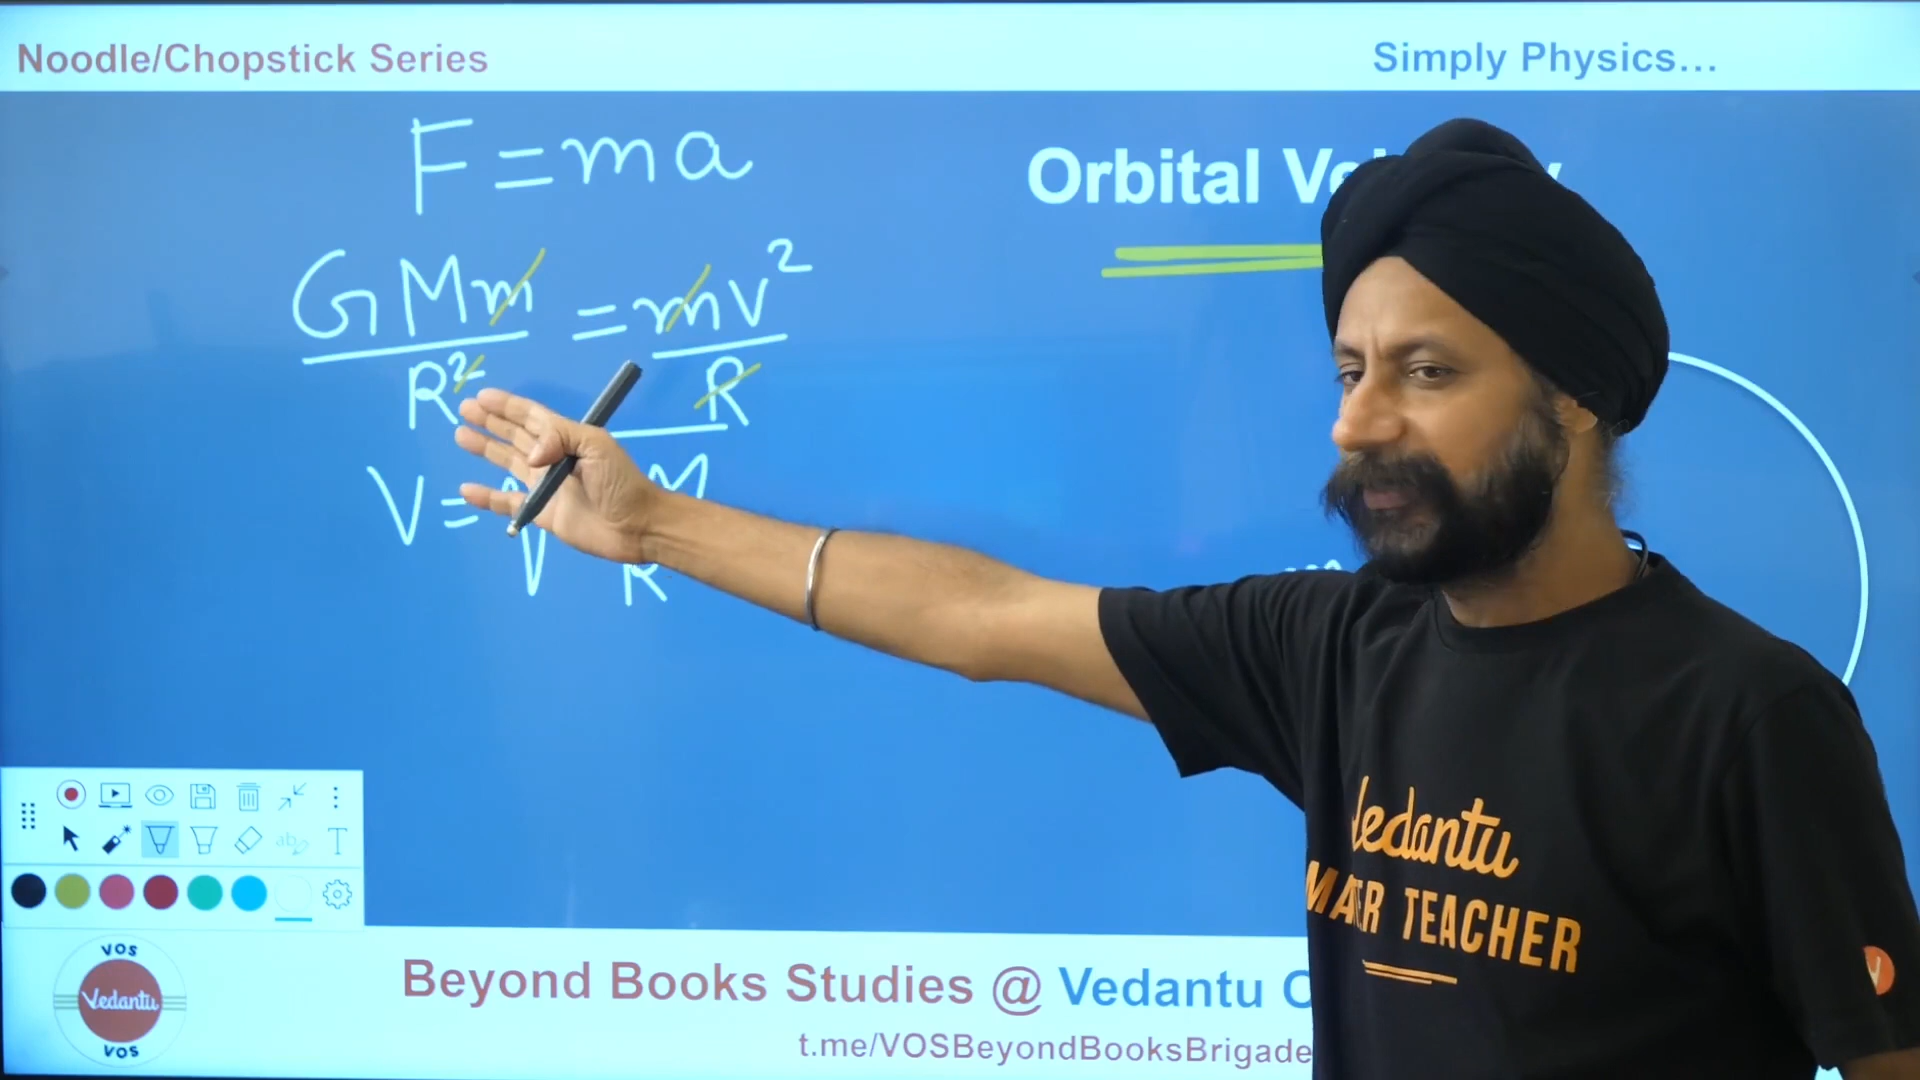 Noodle/Chopstick Series
Simply Physics...
F = ma
Orbital
GMm = mv²
R² R
V = √ M
R
Vedantu
MASTER TEACHER
VOS
Vedantu
VOS
Beyond Books Studies @ Vedantu
t.me/VOSBeyondBooksBrigade